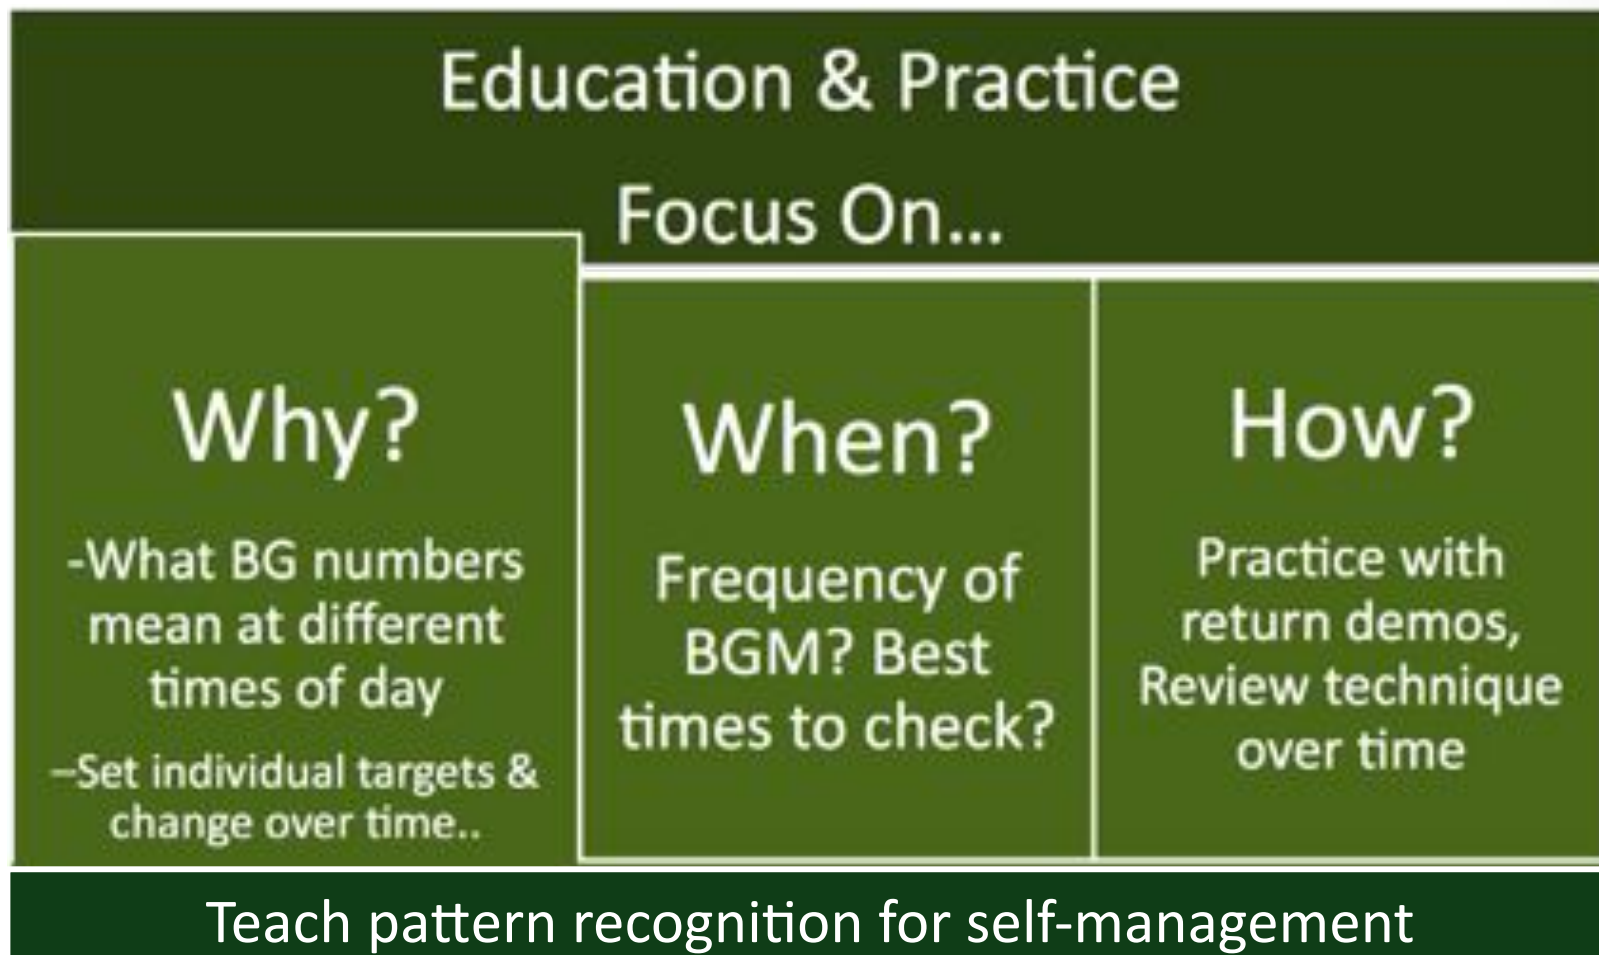 Education & Practice
Focus On...
Why?
-What BG numbers
mean at different
times of day
–Set individual targets &
change over time..
When?
Frequency of
BGM? Best
times to check?
How?
Practice with
return demos,
Review technique
over time
Teach pattern recognition for self-management